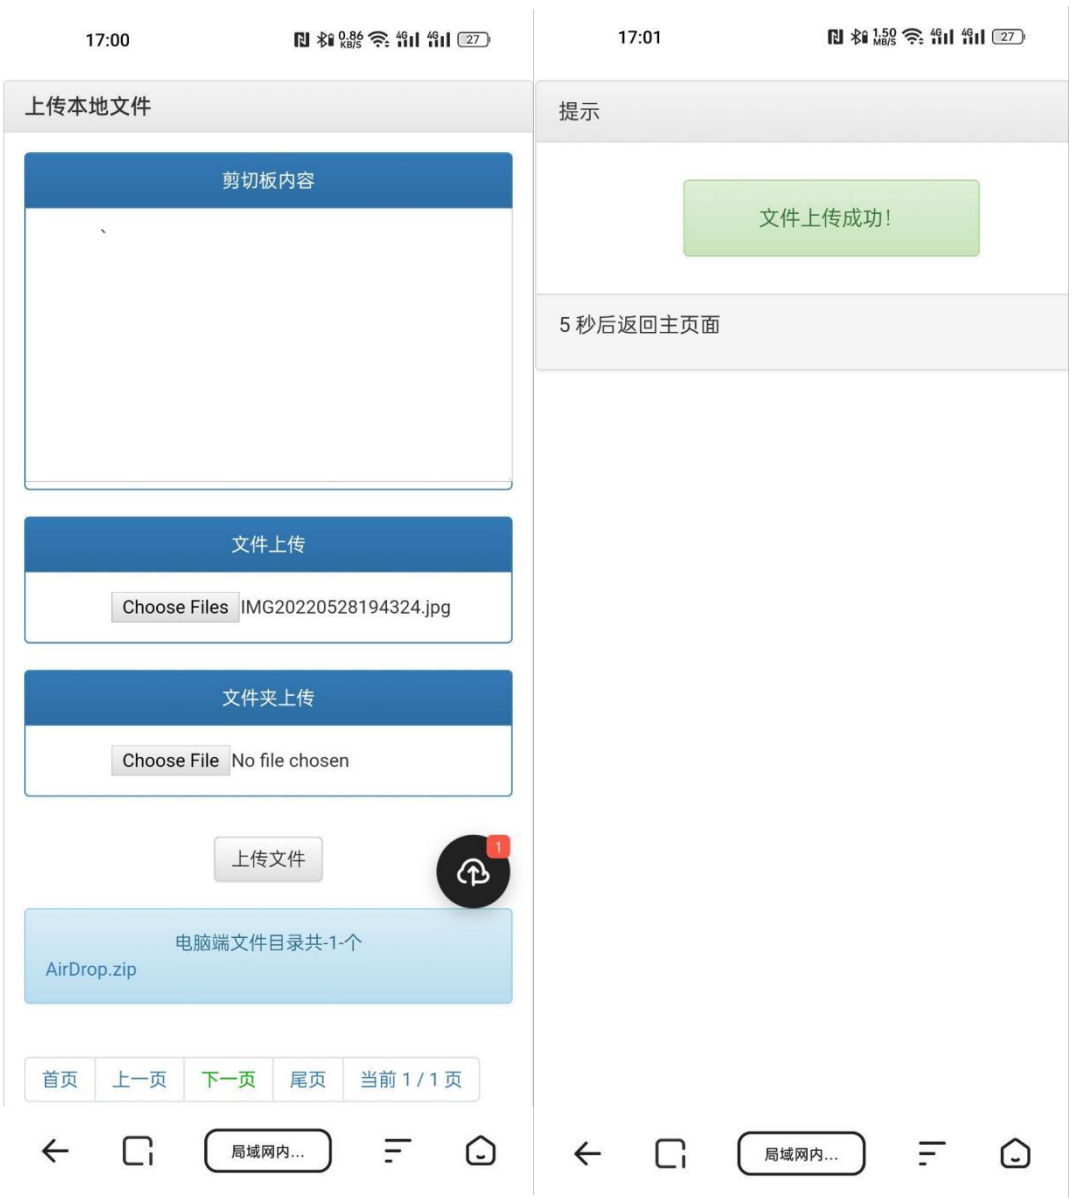 17:00
0.86
KB/S
4G
4G
27
上传本地文件
剪切板内容
、
文件上传
Choose Files IMG20220528194324.jpg
文件夹上传
Choose File No file chosen
上传文件
1
电脑端文件目录共-1-个
AirDrop.zip
首页 上一页 下一页 尾页 当前 1 / 1 页
局域网内...
17:01
1.50
MB/S
4G
4G
27
提示
文件上传成功!
5 秒后返回主页面
局域网内...